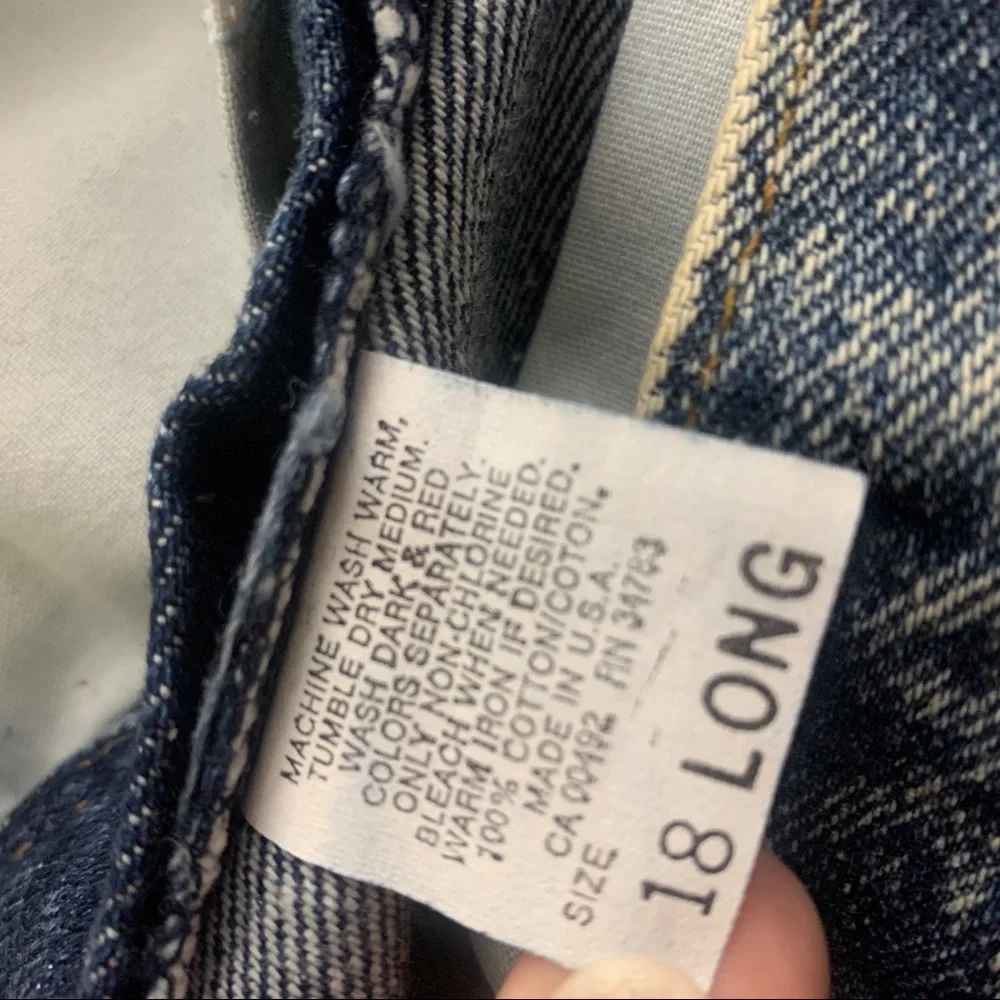 MACHINE WASH WARM,
TUMBLE DRY MEDIUM.
WASH DARK & RED
COLORS SEPARATELY.
ONLY NON-CHLORINE
BLEACH WHEN NEEDED.
WARM IRON IF DESIRED.
100% COTTON/COTON.
MADE IN U.S.A.
CA 00492 RN 34763
SIZE
18 LONG